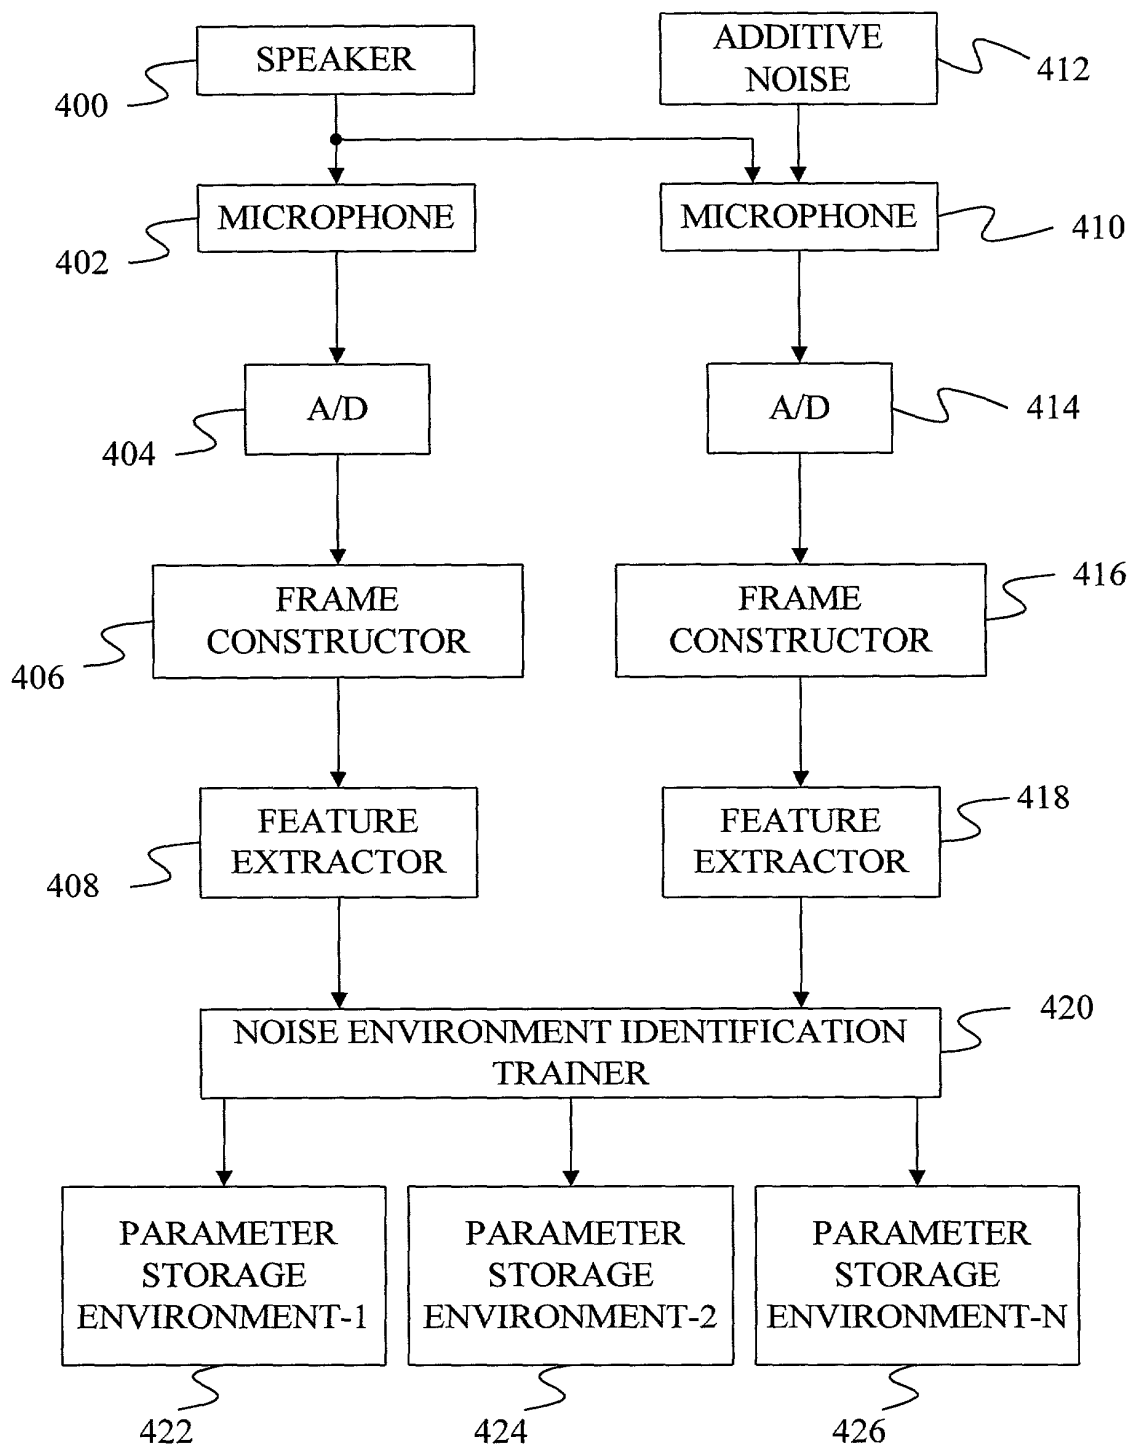 SPEAKER
400
ADDITIVE
NOISE
412
MICROPHONE
402
MICROPHONE
410
A/D
404
A/D
414
FRAME
CONSTRUCTOR
406
FRAME
CONSTRUCTOR
416
FEATURE
EXTRACTOR
408
FEATURE
EXTRACTOR
418
NOISE ENVIRONMENT IDENTIFICATION
TRAINER
420
PARAMETER
STORAGE
ENVIRONMENT-1
422
PARAMETER
STORAGE
ENVIRONMENT-2
424
PARAMETER
STORAGE
ENVIRONMENT-N
426